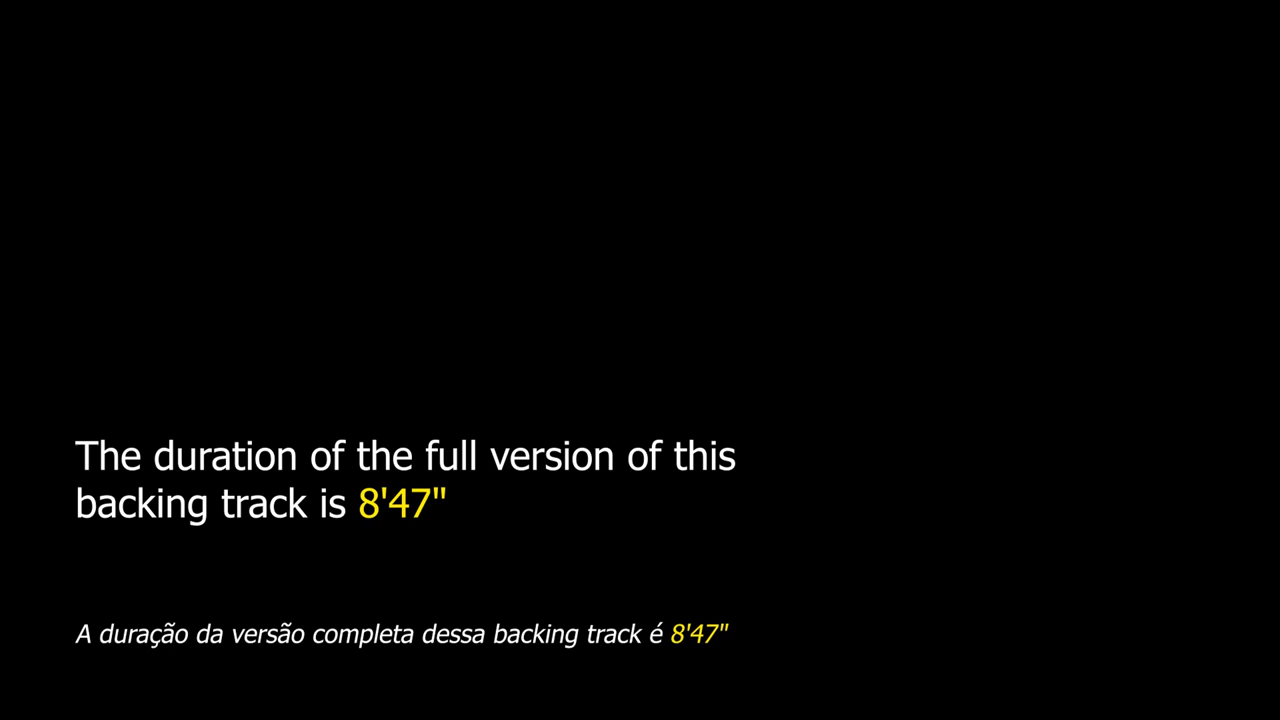 The duration of the full version of this
backing track is 8'47"
A duração da versão completa dessa backing track é 8'47"